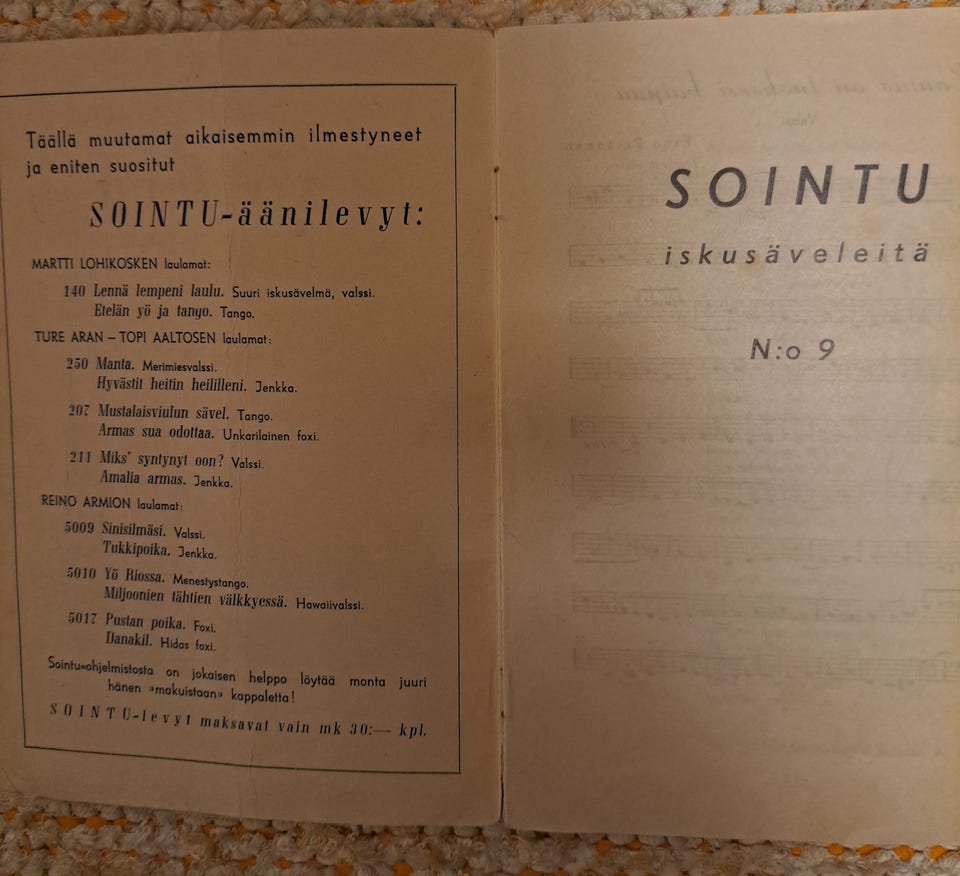 Täällä muutamat aikaisemmin ilmestyneet
ja eniten suositut
SOINTU-äänilevyt:
MARTTI LOHIKOSKEN laulamat:
140 Lennä lempeni laulu. Suuri iskusävelmä, valssi.
Etelän yö ja tango. Tango.
TURE ARAN – TOPI AALTOSEN laulamat:
250 Manta. Merimiesvalssi.
Hyvästit heitin heililleni. Jenkka.
207 Mustalaisviulun sävel. Tango.
Armas sua odottaa. Unkarilainen foxi.
211 Miks' syntynyt oon? Valssi.
Amalia armas. Jenkka.
REINO ARMION laulamat:
5009 Sinisilmäsi. Valssi.
Tukkipoika. Jenkka.
5010 Yö Riossa. Menestystango.
Miljoonien tähtien välkkyessä. Hawaiivalssi.
5017 Pustan poika. Foxi.
Danakil. Hidas foxi.
Sointu-ohjelmistosta on jokaisen helppo löytää monta juuri
hänen »makuistaan» kappaletta!
SOINTU-levyt maksavat vain mk 30:— kpl.
SOINTU
iskusäveleitä
N:o 9